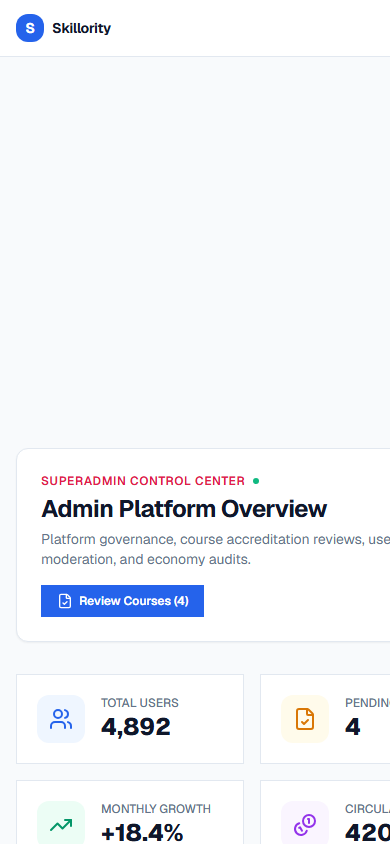 S Skillority
SUPERADMIN CONTROL CENTER
Admin Platform Overview
Platform governance, course accreditation reviews, use
moderation, and economy audits.
Review Courses (4)
TOTAL USERS
4,892
PENDIN
4
MONTHLY GROWTH
+18.4%
CIRCULA
420